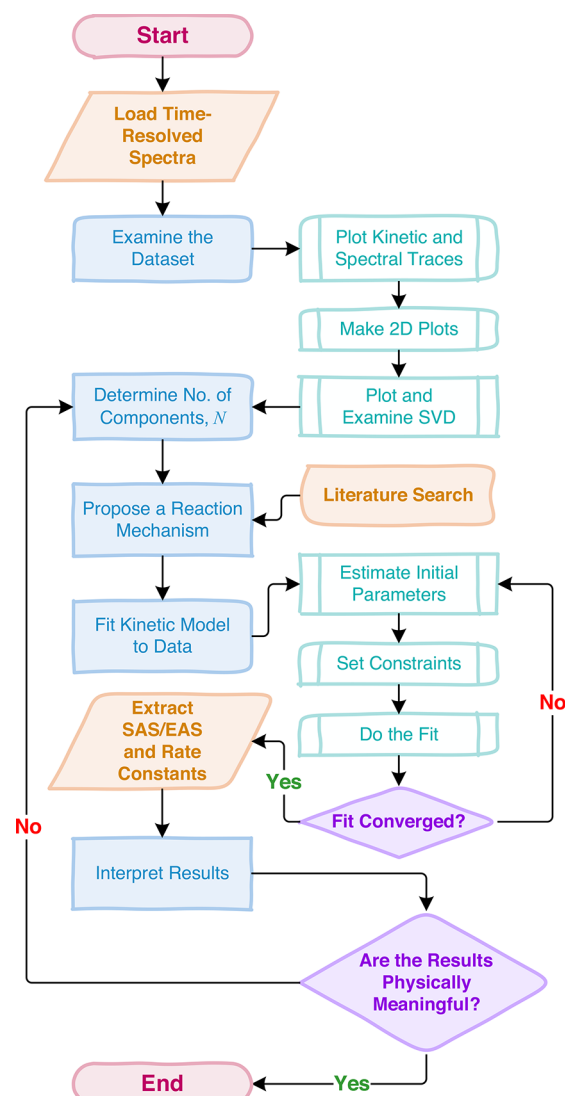 Start
Load Time-
Resolved
Spectra
Examine the
Dataset
Plot Kinetic and
Spectral Traces
Make 2D Plots
Plot and
Examine SVD
Determine No. of
Components, N
Literature Search
Propose a Reaction
Mechanism
Fit Kinetic Model
to Data
Estimate Initial
Parameters
Set Constraints
Do the Fit
Fit Converged?
No
Yes
Extract
SAS/EAS
and Rate
Constants
Interpret Results
Are the Results
Physically
Meaningful?
No
Yes
End